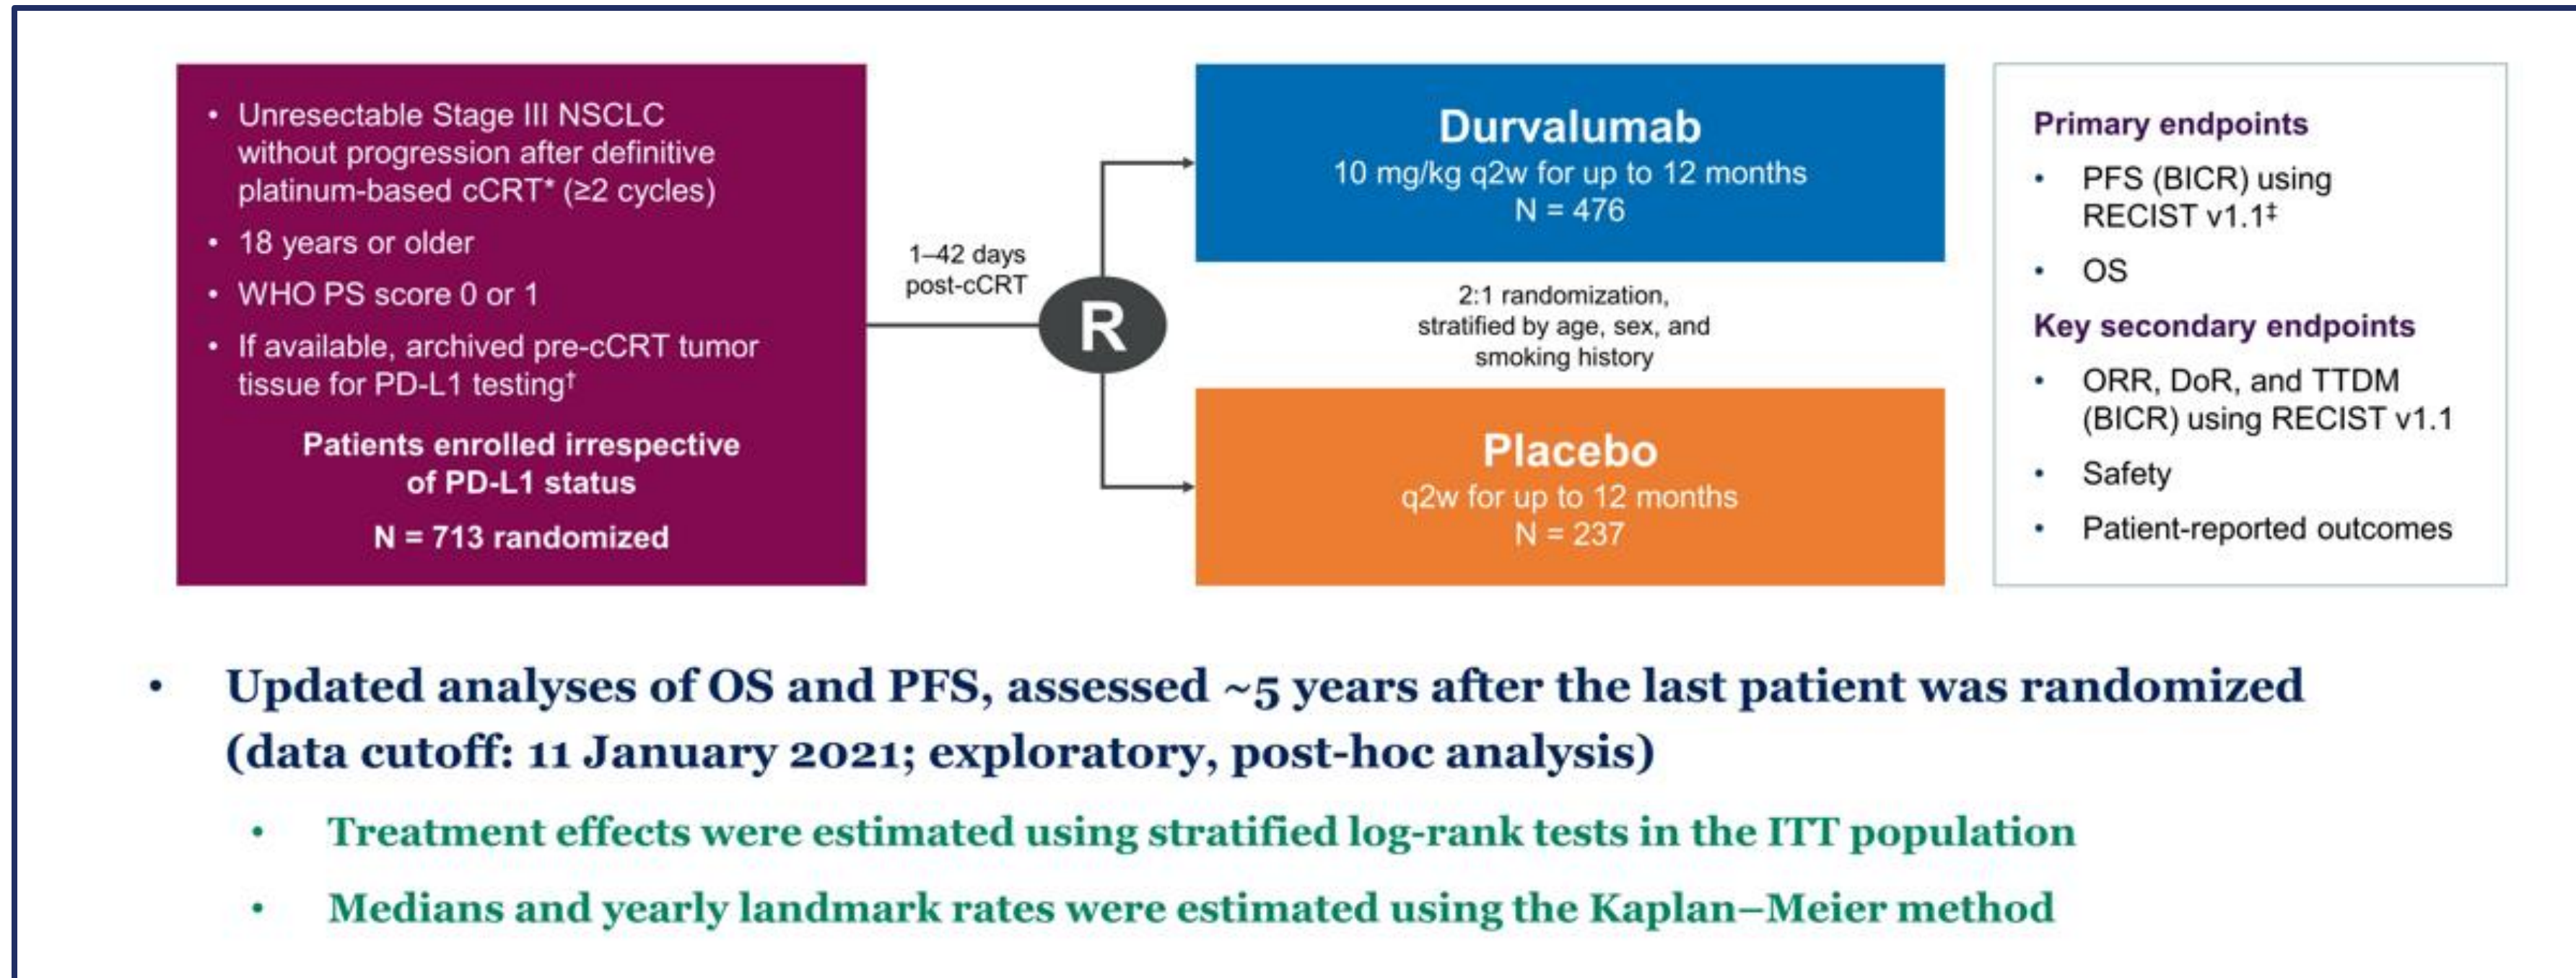 • Unresectable Stage III NSCLC
without progression after definitive
platinum-based cCRT* (≥2 cycles)
• 18 years or older
• WHO PS score 0 or 1
• If available, archived pre-cCRT tumor
tissue for PD-L1 testing†
Patients enrolled irrespective
of PD-L1 status
N = 713 randomized
1–42 days
post-cCRT
R
Durvalumab
10 mg/kg q2w for up to 12 months
N = 476
2:1 randomization,
stratified by age, sex, and
smoking history
Placebo
q2w for up to 12 months
N = 237
Primary endpoints
• PFS (BICR) using
RECIST v1.1‡
• OS
Key secondary endpoints
• ORR, DoR, and TTDM
(BICR) using RECIST v1.1
• Safety
• Patient-reported outcomes
• Updated analyses of OS and PFS, assessed ~5 years after the last patient was randomized
(data cutoff: 11 January 2021; exploratory, post-hoc analysis)
• Treatment effects were estimated using stratified log-rank tests in the ITT population
• Medians and yearly landmark rates were estimated using the Kaplan–Meier method